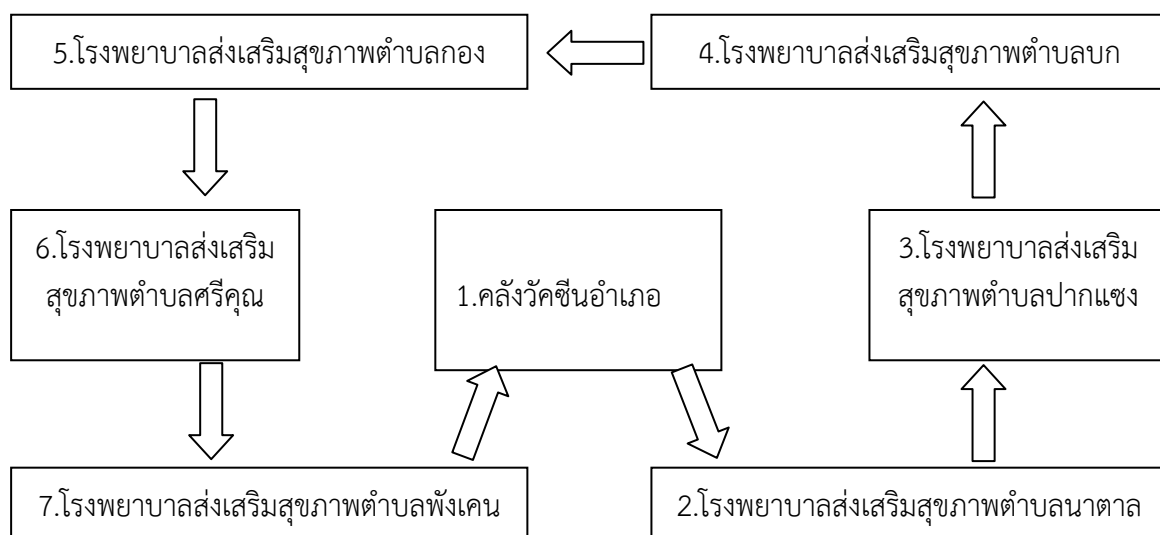 5.โรงพยาบาลส่งเสริมสุขภาพตำบลกอง
4.โรงพยาบาลส่งเสริมสุขภาพตำบลบก
6.โรงพยาบาลส่งเสริม
สุขภาพตำบลศรีคุณ
1.คลังวัคซีนอำเภอ
3.โรงพยาบาลส่งเสริม
สุขภาพตำบลปากแซง
7.โรงพยาบาลส่งเสริมสุขภาพตำบลพังเคน
2.โรงพยาบาลส่งเสริมสุขภาพตำบลนาตาล